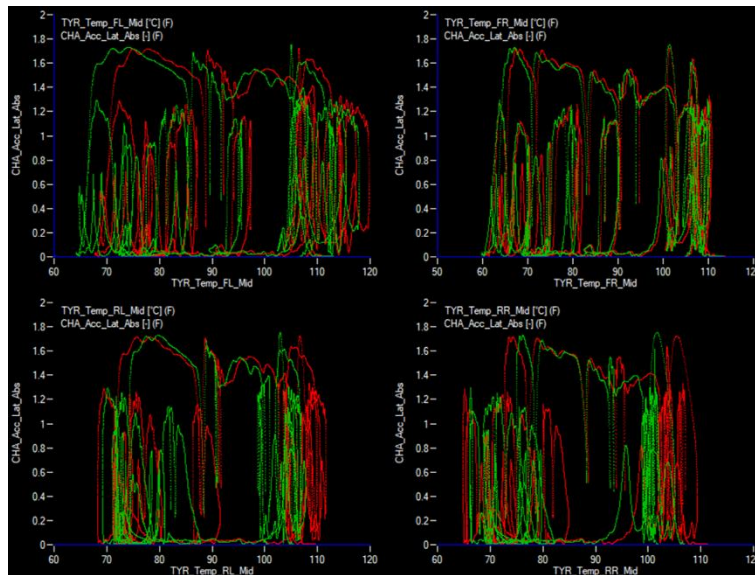 TYR_Temp_FL_Mid [°C] (F)
CHA_Acc_Lat_Abs [-] (F)
2
1.8
1.6
1.4
1.2
1
0.8
0.6
0.4
0.2
0
CHA_Acc_Lat_Abs
60 70 80 90 100 110 120
TYR_Temp_FL_Mid
TYR_Temp_FR_Mid [°C] (F)
CHA_Acc_Lat_Abs [-] (F)
2
1.8
1.6
1.4
1.2
1
0.8
0.6
0.4
0.2
0
CHA_Acc_Lat_Abs
50 60 70 80 90 100 110 120
TYR_Temp_FR_Mid
TYR_Temp_RL_Mid [°C] (F)
CHA_Acc_Lat_Abs [-] (F)
2
1.8
1.6
1.4
1.2
1
0.8
0.6
0.4
0.2
0
CHA_Acc_Lat_Abs
60 70 80 90 100 110 120
TYR_Temp_RL_Mid
TYR_Temp_RR_Mid [°C] (F)
CHA_Acc_Lat_Abs [-] (F)
2
1.8
1.6
1.4
1.2
1
0.8
0.6
0.4
0.2
0
CHA_Acc_Lat_Abs
60 70 80 90 100 110 120
TYR_Temp_RR_Mid